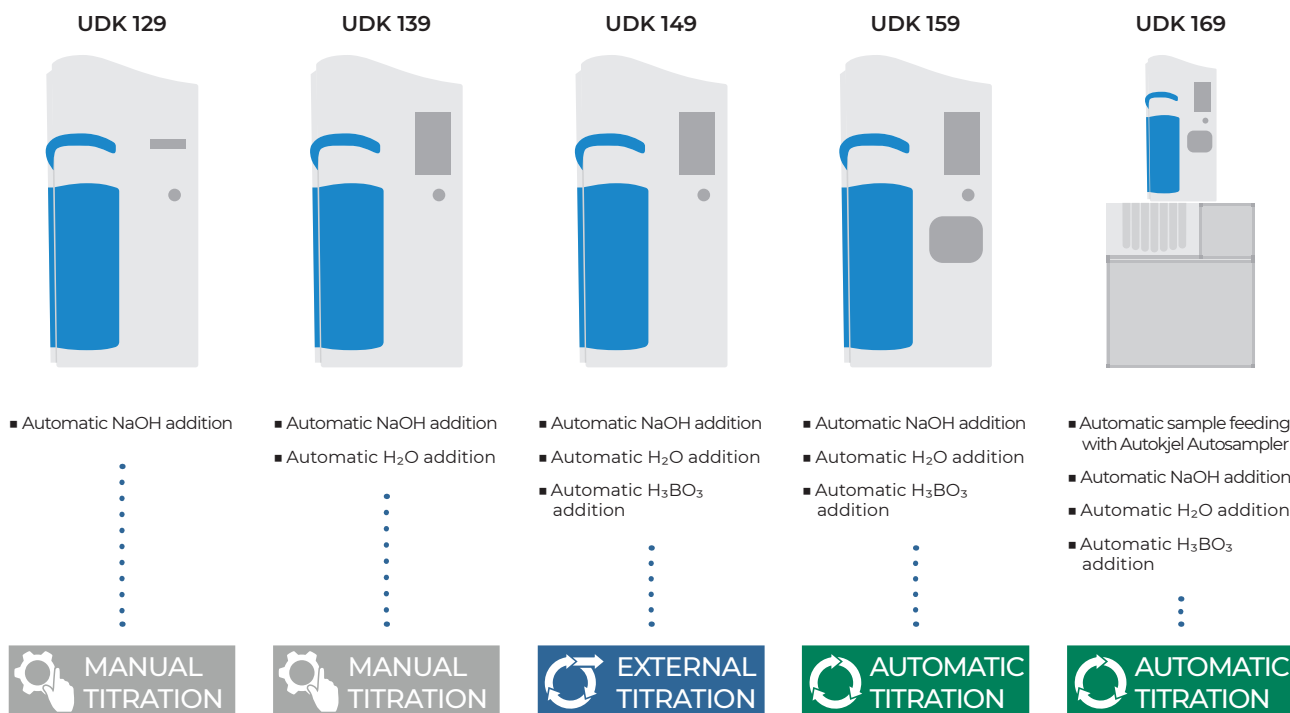 UDK 129
UDK 139
UDK 149
UDK 159
UDK 169
▪ Automatic NaOH addition
MANUAL
TITRATION
▪ Automatic NaOH addition
▪ Automatic H₂O addition
MANUAL
TITRATION
▪ Automatic NaOH addition
▪ Automatic H₂O addition
▪ Automatic H₃BO₃
addition
EXTERNAL
TITRATION
▪ Automatic NaOH addition
▪ Automatic H₂O addition
▪ Automatic H₃BO₃
addition
AUTOMATIC
TITRATION
▪ Automatic sample feeding
with Autokjel Autosampler
▪ Automatic NaOH addition
▪ Automatic H₂O addition
▪ Automatic H₃BO₃
addition
AUTOMATIC
TITRATION